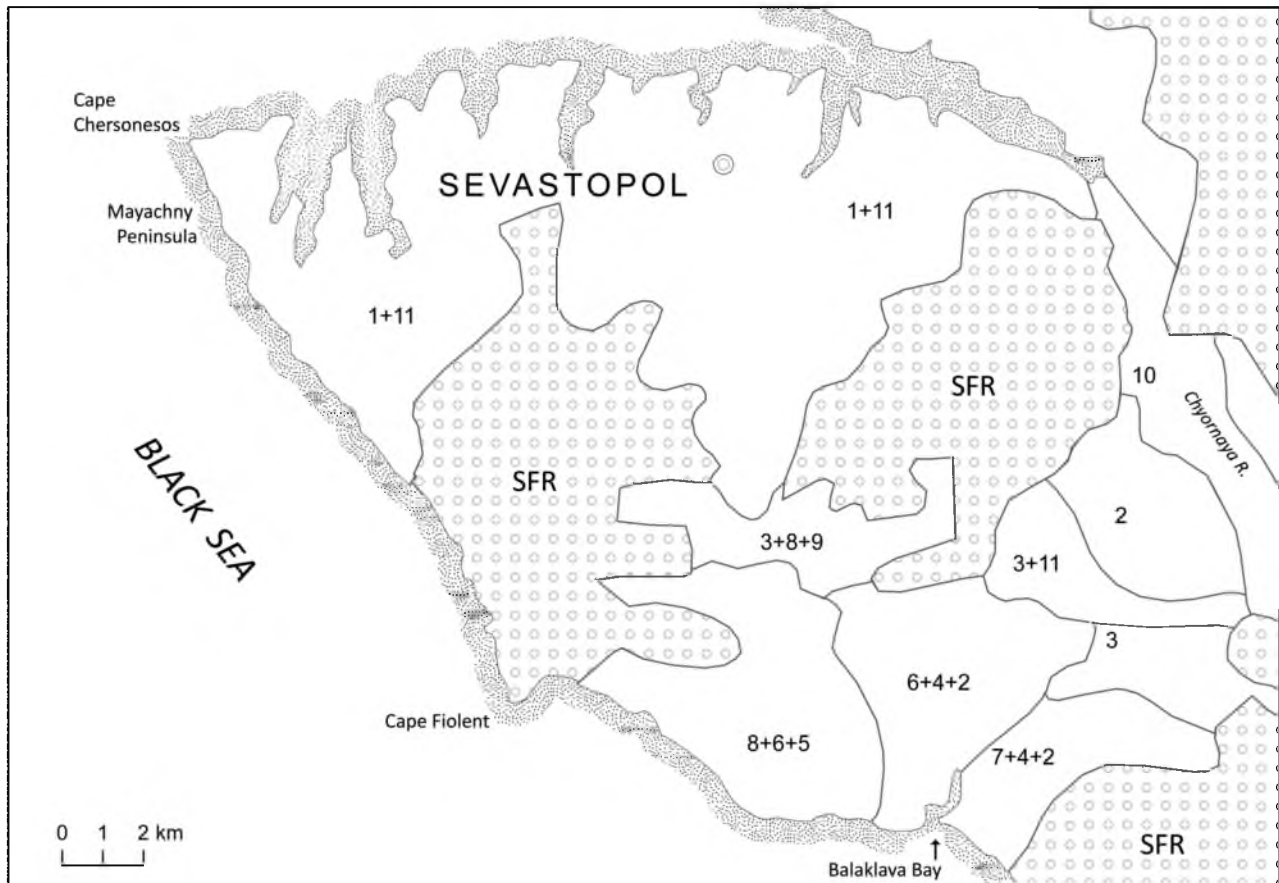 Cape
Chersonesos
SEVASTOPOL
Mayachny
Peninsula
1+11
1+11
SFR
10
Chyornaya R.
BLACK SEA
SFR
2
3+8+9
3+11
3
6+4+2
Cape Fiolent
8+6+5
7+4+2
0 1 2 km
Balaklava Bay
SFR